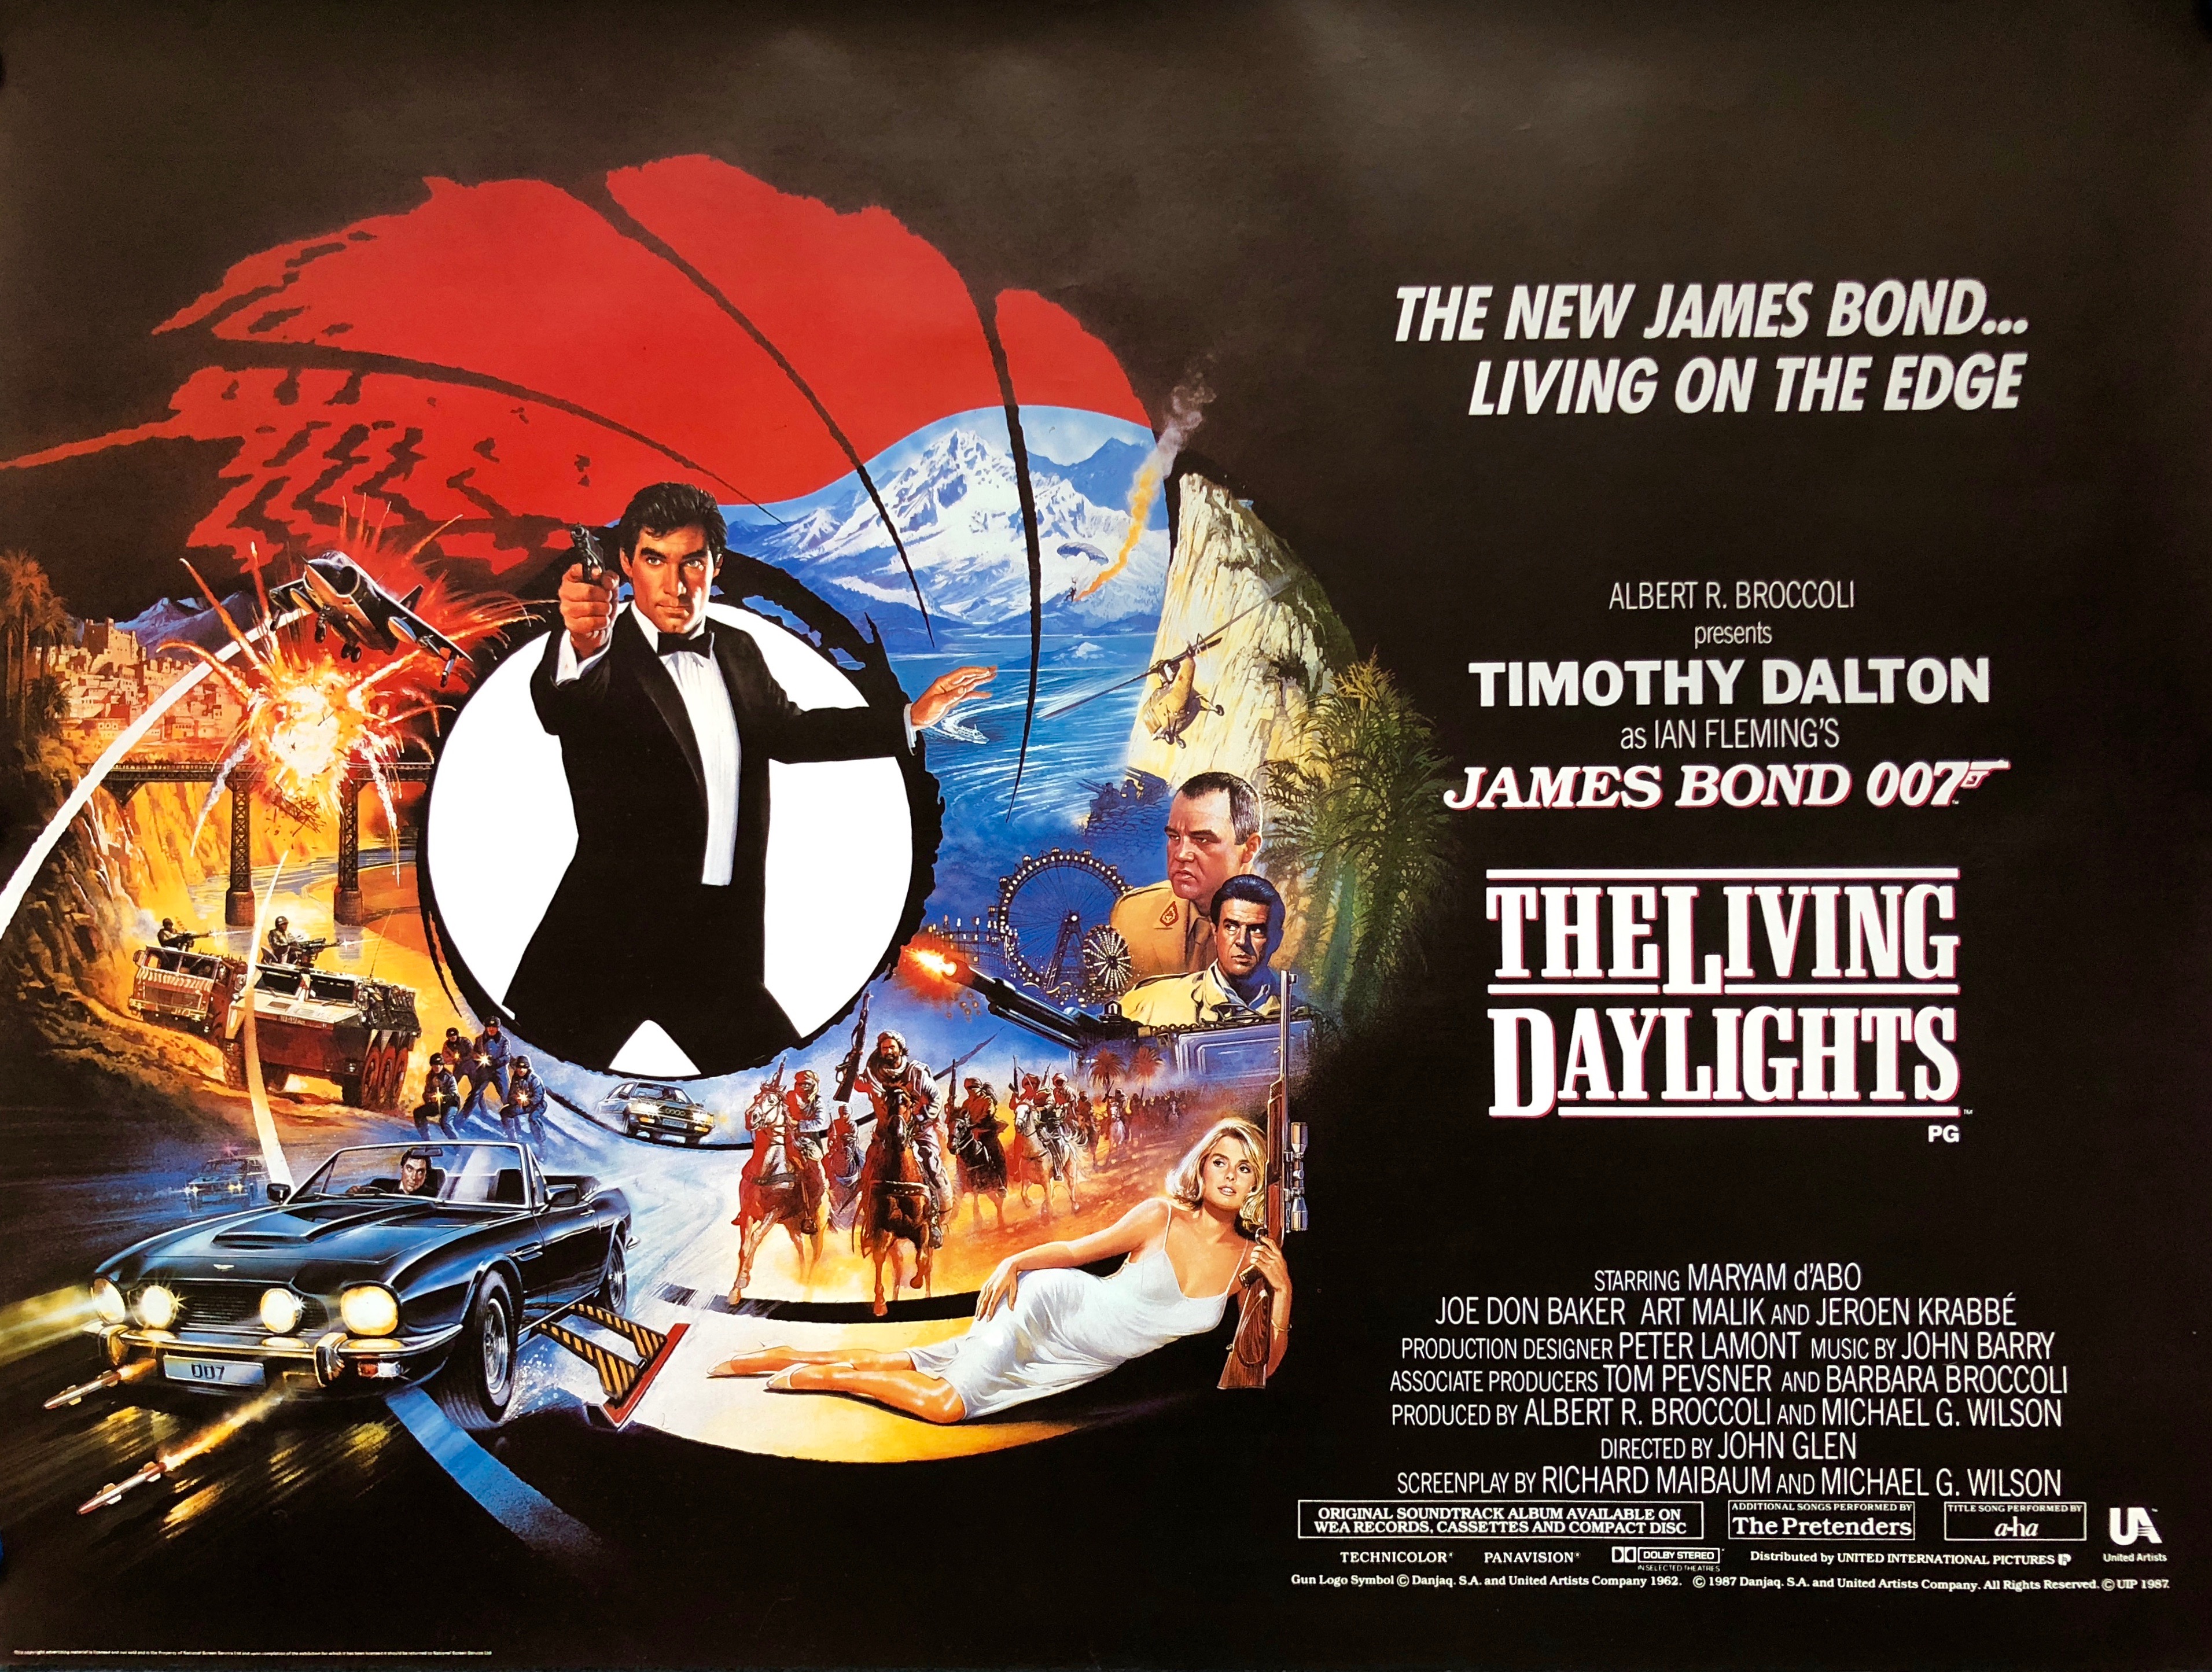 THE NEW JAMES BOND...
LIVING ON THE EDGE
ALBERT R. BROCCOLI
presents
TIMOTHY DALTON
as IAN FLEMING'S
JAMES BOND 007
THE LIVING
DAYLIGHTS
PG
007
STARRING MARYAM d'ABO
JOE DON BAKER ART MALIK AND JEROEN KRABBÉ
PRODUCTION DESIGNER PETER LAMONT MUSIC BY JOHN BARRY
ASSOCIATE PRODUCERS TOM PEVSNER AND BARBARA BROCCOLI
PRODUCED BY ALBERT R. BROCCOLI AND MICHAEL G. WILSON
DIRECTED BY JOHN GLEN
SCREENPLAY BY RICHARD MAIBAUM AND MICHAEL G. WILSON
ORIGINAL SOUNDTRACK ALBUM AVAILABLE ON
WEA RECORDS, CASSETTES AND COMPACT DISC
ADDITIONAL SONGS PERFORMED BY
The Pretenders
TITLE SONG PERFORMED BY
a-ha
UA
United Artists
TECHNICOLOR® PANAVISION® DOLBY STEREO Distributed by UNITED INTERNATIONAL PICTURES
IN SELECTED THEATRES
Gun Logo Symbol © Danjaq. S.A. and United Artists Company 1962. © 1987 Danjaq. S.A. and United Artists Company. All Rights Reserved. © UIP 1987.